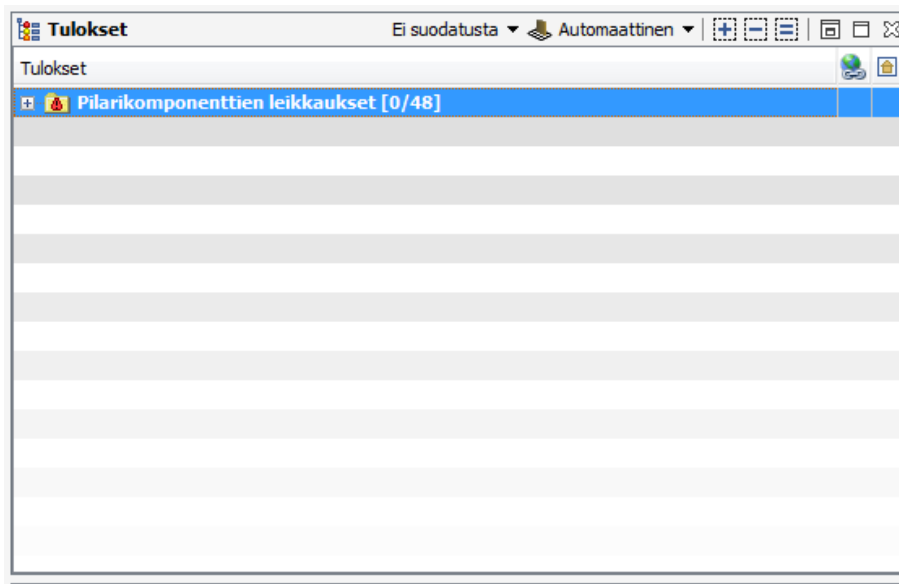 Tulokset Ei suodatusta Automaattinen
Tulokset
Pilarikomponenttien leikkaukset [0/48]